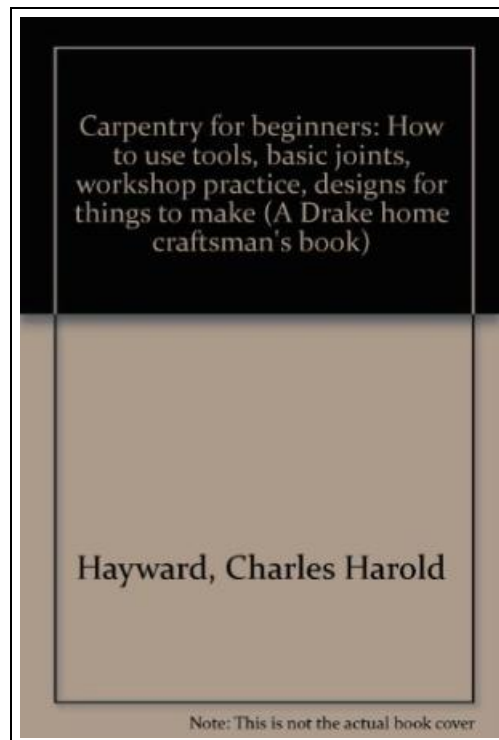 Carpentry for beginners: How
to use tools, basic joints,
workshop practice, designs for
things to make (A Drake home
craftsman's book)
Hayward, Charles Harold
Note: This is not the actual book cover